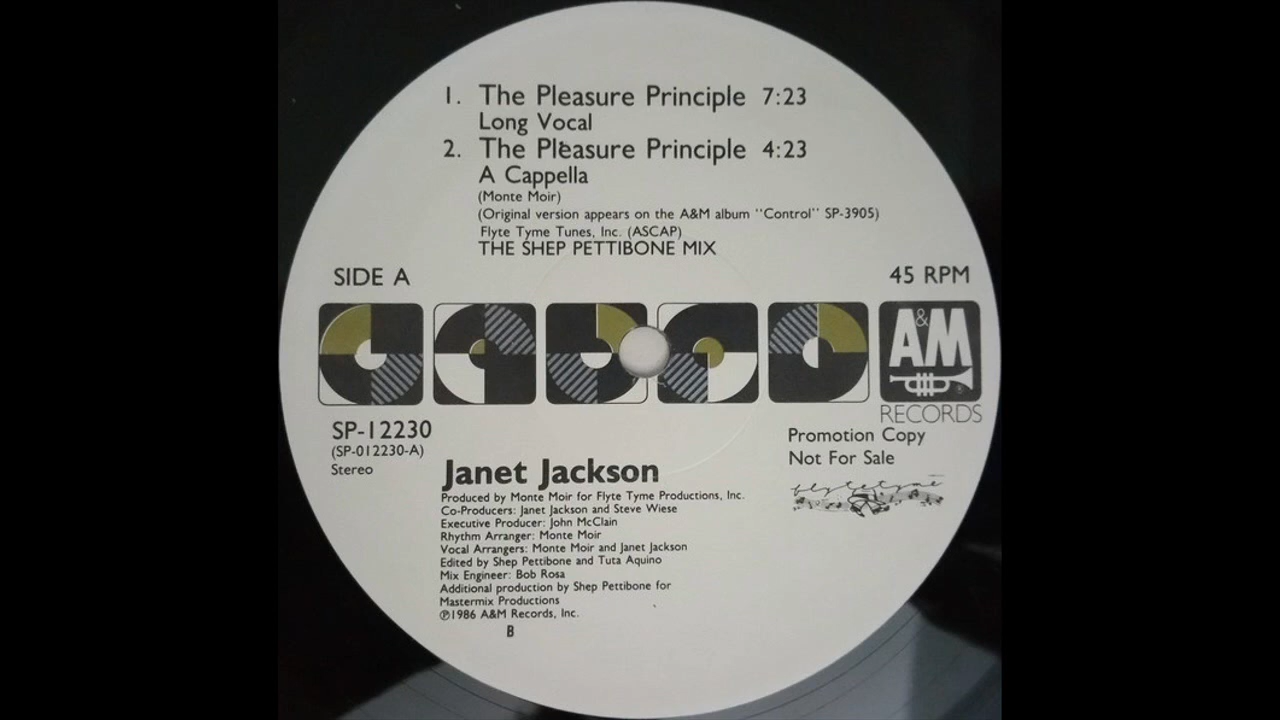 1. The Pleasure Principle 7:23
Long Vocal
2. The Pleasure Principle 4:23
A Cappella
(Monte Moir)
(Original version appears on the A&M album "Control" SP-3905)
Flyte Tyme Tunes, Inc. (ASCAP)
THE SHEP PETTIBONE MIX
SIDE A
45 RPM
A&M
RECORDS
SP-12230
(SP-012230-A)
Stereo
Promotion Copy
Not For Sale
flyte tyme
Janet Jackson
Produced by Monte Moir for Flyte Tyme Productions, Inc.
Co-Producers: Janet Jackson and Steve Wiese
Executive Producer: John McClain
Rhythm Arranger: Monte Moir
Vocal Arrangers: Monte Moir and Janet Jackson
Edited by Shep Pettibone and Tuta Aquino
Mix Engineer: Bob Rosa
Additional production by Shep Pettibone for
Mastermix Productions
℗1986 A&M Records, Inc.
B